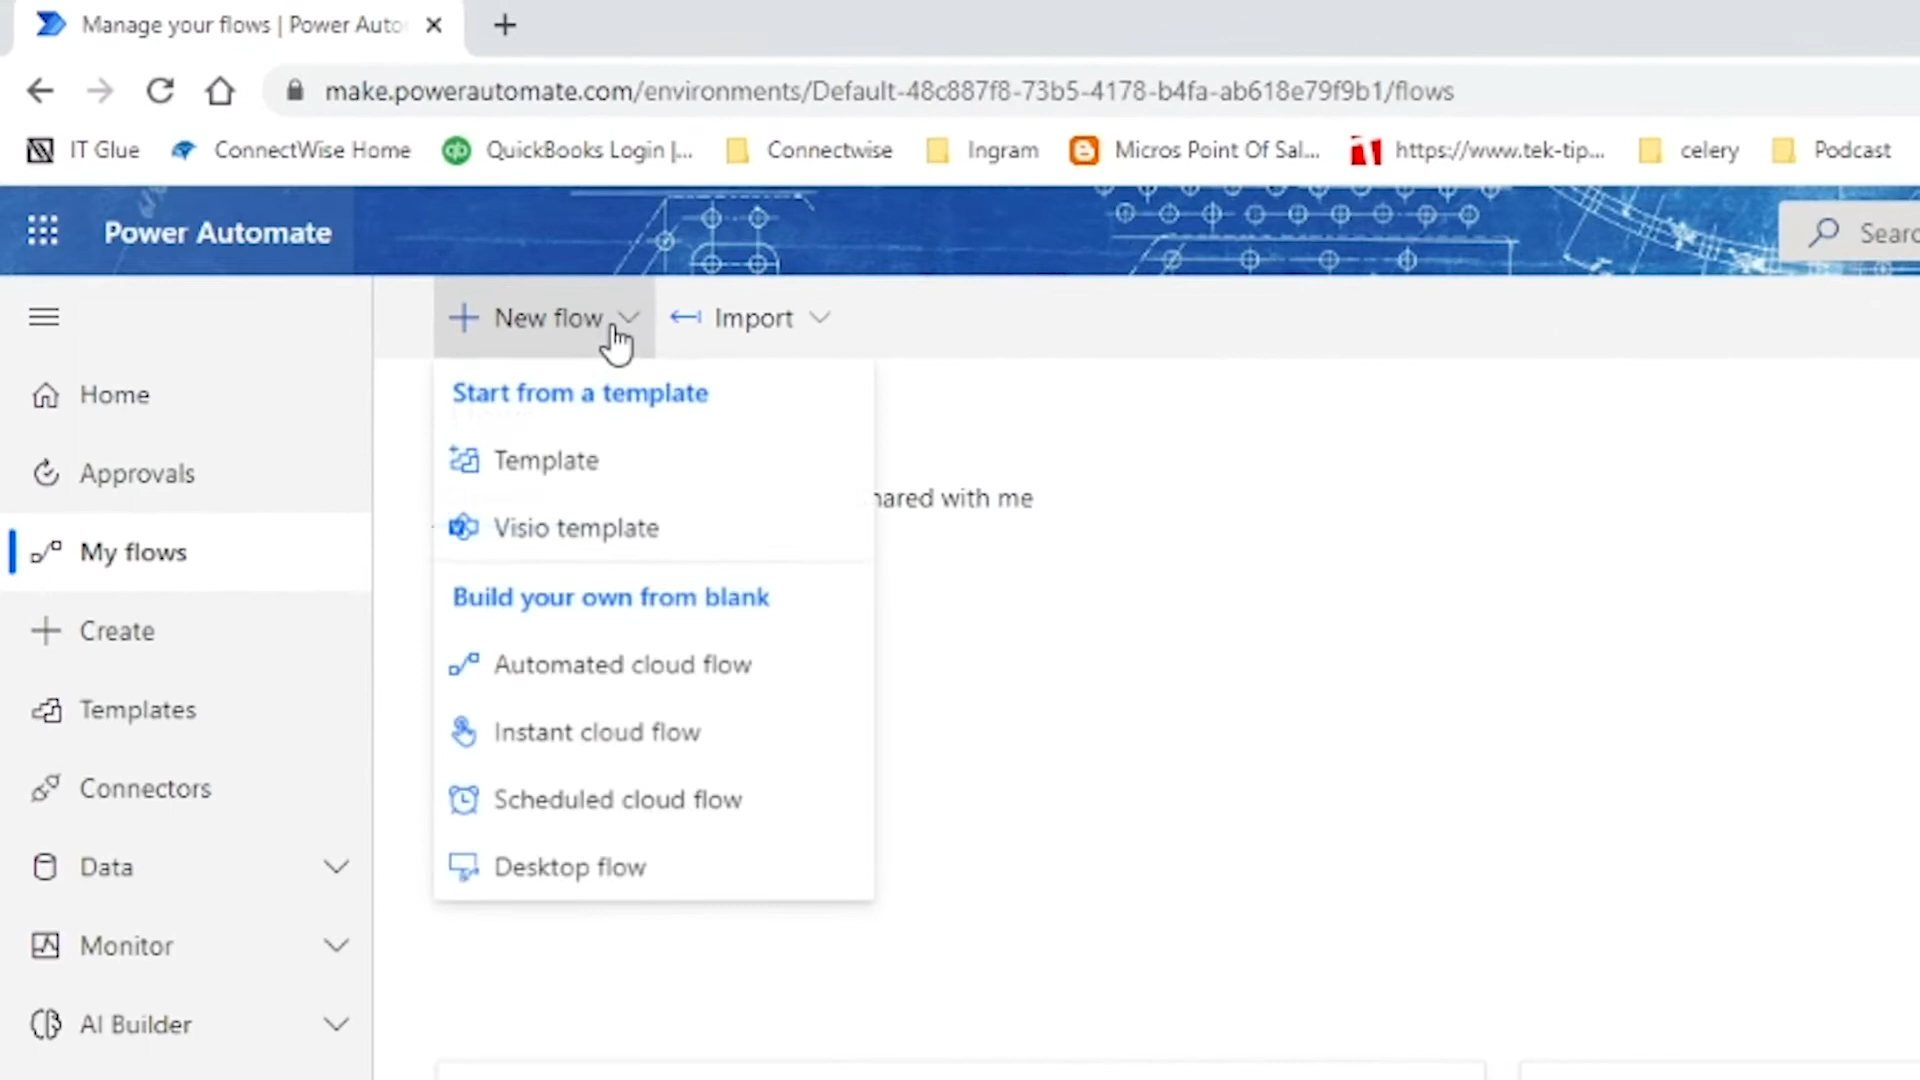 Manage your flows | Power Auto
make.powerautomate.com/environments/Default-48c887f8-73b5-4178-b4fa-ab618e79f9b1/flows
IT Glue ConnectWise Home QuickBooks Login |... Connectwise Ingram Micros Point Of Sal... https://www.tek-tip... celery Podcast
Power Automate Searc
New flow Import
Start from a template
Home
Template
Approvals
hared with me
Visio template
My flows
Build your own from blank
Create
Automated cloud flow
Templates
Instant cloud flow
Connectors
Scheduled cloud flow
Data
Desktop flow
Monitor
AI Builder